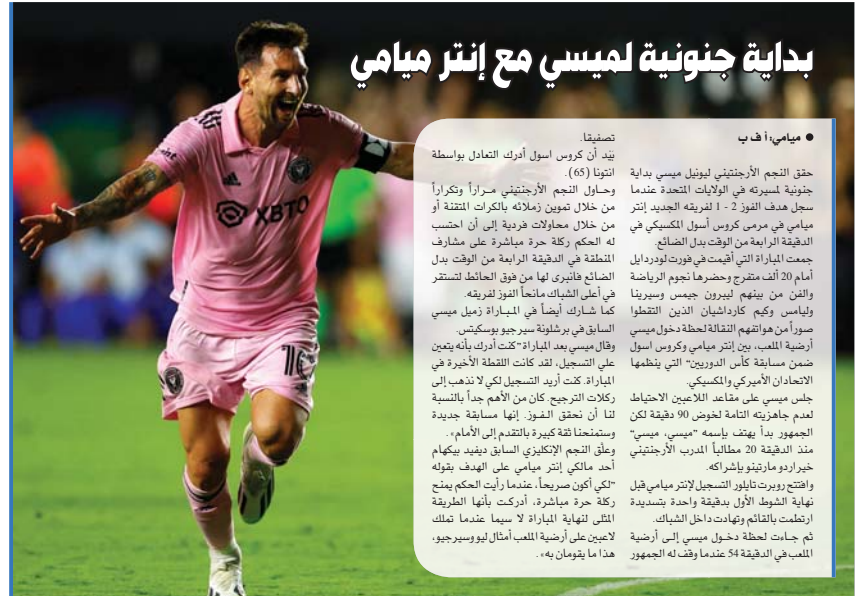 بداية جنونية لميسي مع إنتر ميامي
● ميامي: أ ف ب
حقق النجم الأرجنتيني ليونيل ميسي بداية
جنونية لمسيرته في الولايات المتحدة عندما
سجل هدف الفوز 2 - 1 لفريقه الجديد إنتر
ميامي في مرمى كروس أسول المكسيكي في
الدقيقة الرابعة من الوقت بدل الضائع.
جمعت المباراة التي أقيمت في فورت لودردايل
أمام 20 ألف متفرج وحضرها نجوم الرياضة
والفن من بينهم ليبرون جيمس وسيرينا
وليامس وكيم كارداشيان الذين التقطوا
صوراً من هواتفهم النقالة لحظة دخول ميسي
أرضية الملعب، بين إنتر ميامي وكروس اسول
ضمن مسابقة كأس الدوريين" التي ينظمها
الاتحادان الأميركي والمكسيكي.
جلس ميسي على مقاعد اللاعبين الاحتياط
لعدم جاهزيته التامة لخوض 90 دقيقة لكن
الجمهور بدأ يهتف بإسمه "ميسي، ميسي"
منذ الدقيقة 20 مطالباً المدرب الأرجنتيني
خيراردو مارتينو بإشراكه.
وافتتح روبرت تايلور التسجيل لإنتر ميامي قبل
نهاية الشوط الأول بدقيقة واحدة بتسديدة
ارتطمت بالقائم وتهادت داخل الشباك.
ثم جاءت لحظة دخول ميسي إلى أرضية
الملعب في الدقيقة 54 عندما وقف له الجمهور
تصفيقا.
بيْد أن كروس اسول أدرك التعادل بواسطة
انتونا (65).
وحاول النجم الأرجنتيني مراراً وتكراراً
من خلال تموين زملائه بالكرات المتقنة أو
من خلال محاولات فردية إلى أن احتسب
له الحكم ركلة حرة مباشرة على مشارف
المنطقة في الدقيقة الرابعة من الوقت بدل
الضائع فانبرى لها من فوق الحائط لتستقر
في أعلى الشباك مانحاً الفوز لفريقه.
كما شارك أيضاً في المباراة زميل ميسي
السابق في برشلونة سيرجيو بوسكيتس.
وقال ميسي بعد المباراة "كنت أدرك بأنه يتعين
علي التسجيل، لقد كانت اللقطة الأخيرة في
المباراة. كنت أريد التسجيل لكي لا نذهب إلى
ركلات الترجيح. كان من الأهم جداً بالنسبة
لنا أن نحقق الفوز. إنها مسابقة جديدة
وستمنحنا ثقة كبيرة بالتقدم إلى الأمام».
وعلّق النجم الإنكليزي السابق ديفيد بيكهام
أحد مالكي إنتر ميامي على الهدف بقوله
"لكي أكون صريحاً، عندما رأيت الحكم يمنح
ركلة حرة مباشرة، أدركت بأنها الطريقة
المثلى لنهاية المباراة لا سيما عندما تملك
لاعبين على أرضية الملعب أمثال ليو وسيرجيو،
هذا ما يقومان به».
XBTO
10